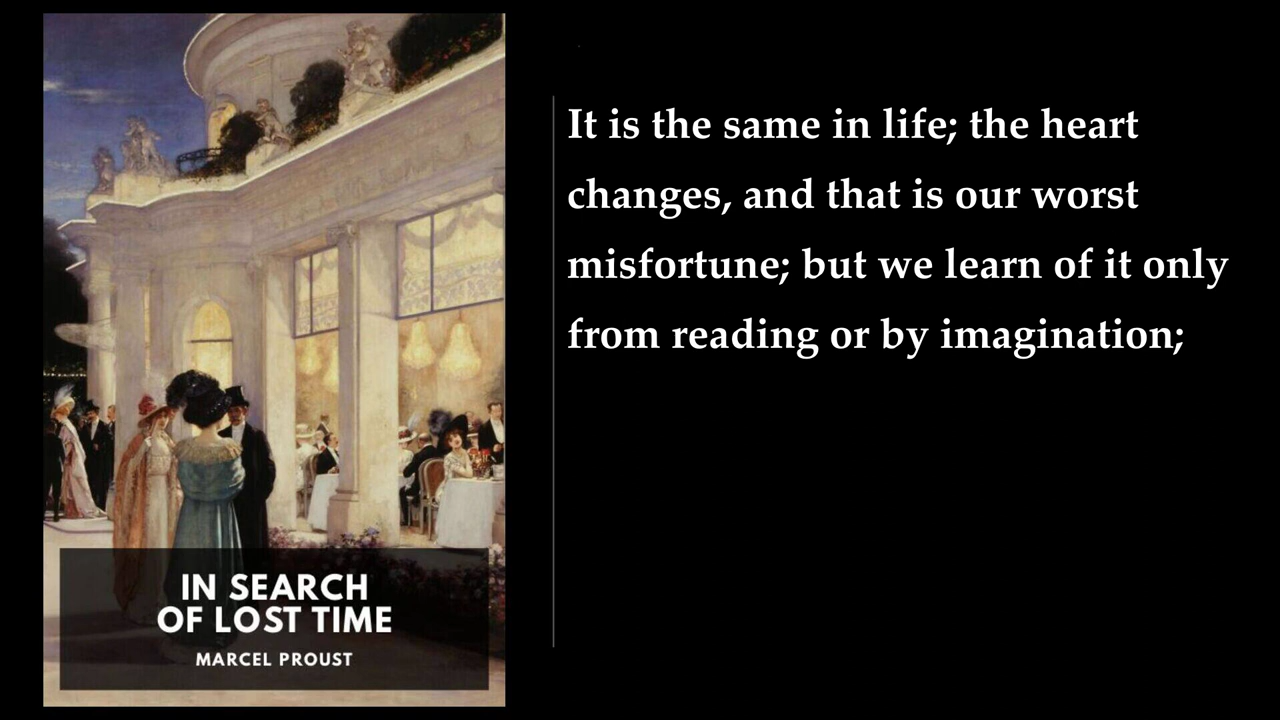 It is the same in life; the heart
changes, and that is our worst
misfortune; but we learn of it only
from reading or by imagination;
IN SEARCH
OF LOST TIME
MARCEL PROUST